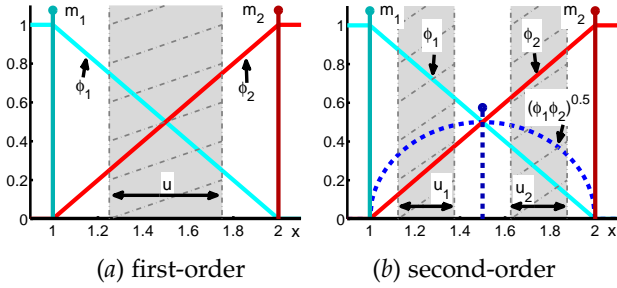 m1 m2 m1 m2
1 1
0.8 ϕ1 ϕ2 0.8 ϕ1 ϕ2
0.6 0.6 (ϕ1ϕ2)^0.5
0.4 0.4
0.2 u 0.2 u1 u2
0 0
1 1.2 1.4 1.6 1.8 2 x 1 1.2 1.4 1.6 1.8 2 x
(a) first-order (b) second-order